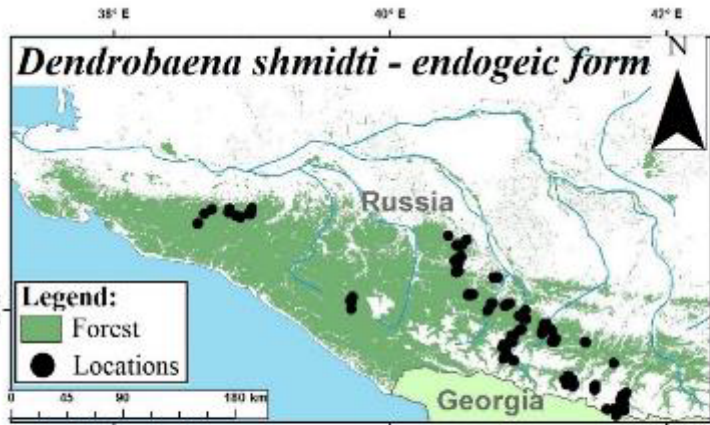 38° E 40° E 42° E
Dendrobaena shmidti - endogeic form
N
Russia
Legend:
Forest
Locations
0 45 90 180 km
Georgia